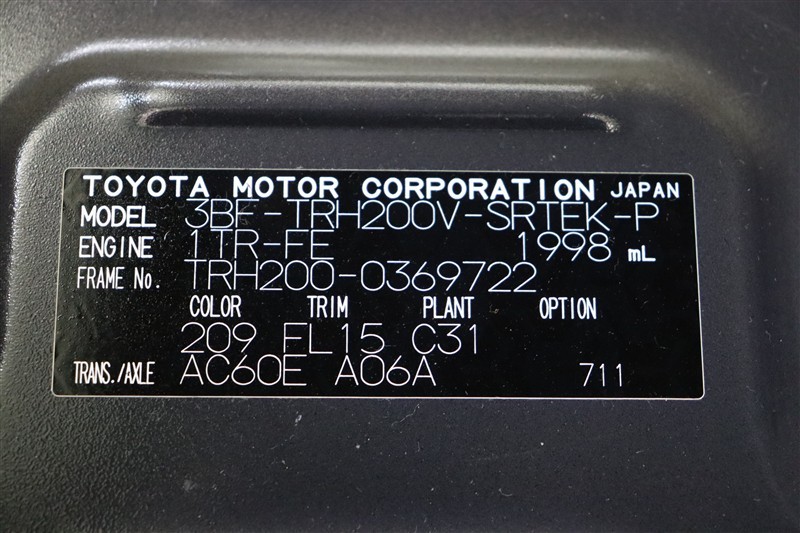 TOYOTA MOTOR CORPORATION JAPAN
MODEL 3BF-TRH200V-SRTEK-P
ENGINE 1TR-FE 1998 mL
FRAME No. TRH200-0369722
COLOR TRIM PLANT OPTION
209 FL15 C31
TRANS./AXLE AC60E A06A 711